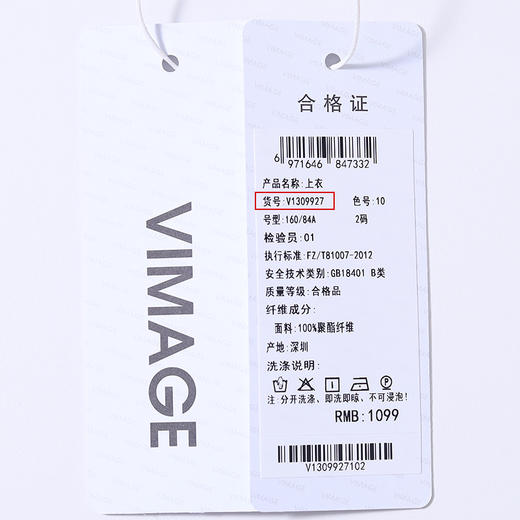 VIMAGE
合格证
6 971646 847332
产品名称:上衣
货号:V1309927 色号:10
号型:160/84A 2码
检验员:01
执行标准:FZ/T81007-2012
安全技术类别:GB18401 B类
质量等级:合格品
纤维成分:
面料:100%聚酯纤维
产地:深圳
洗涤说明:
注:分开洗涤、即洗即晾、不可浸泡!
RMB:1099
V1309927102